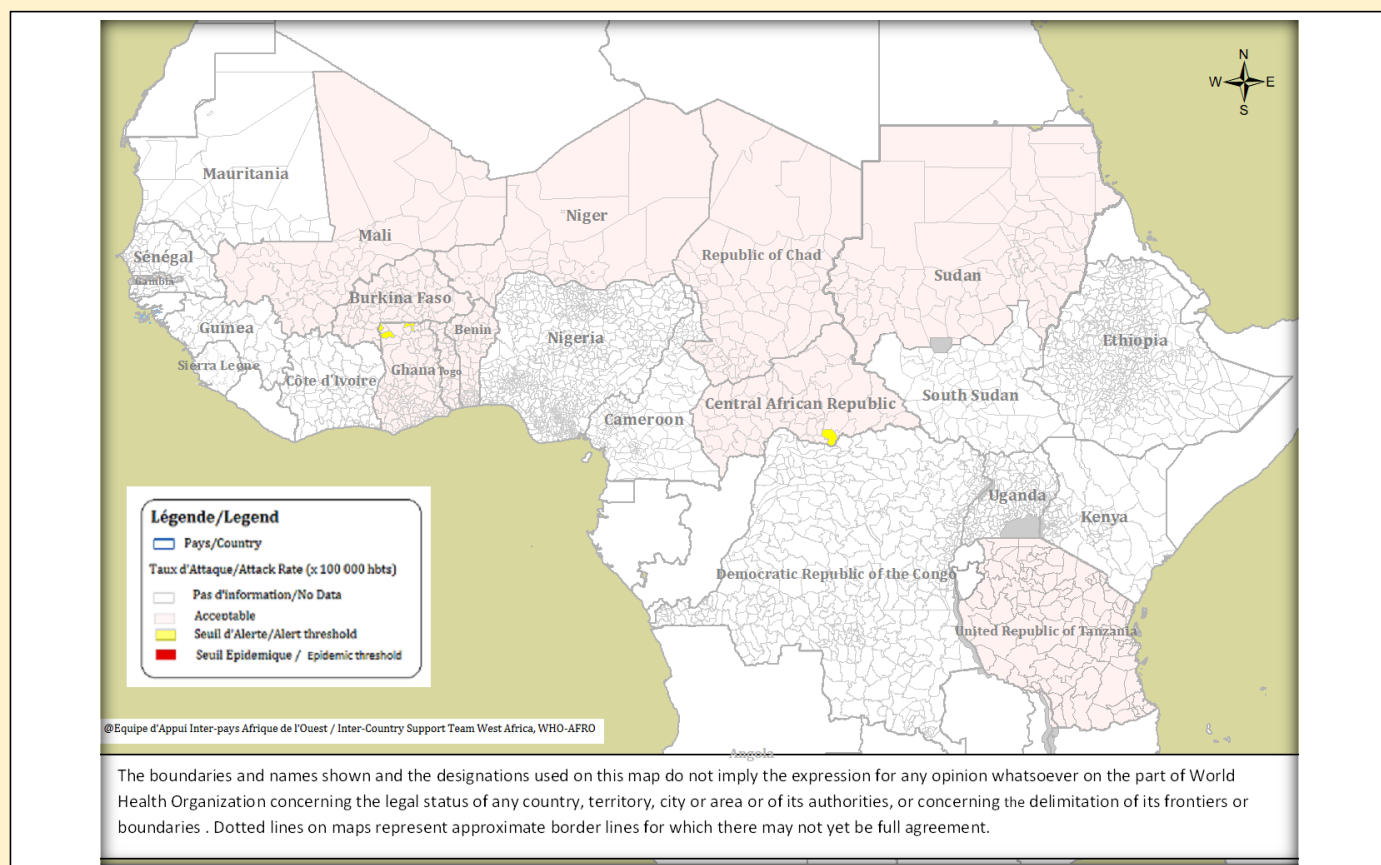 N
W E
S
Mauritania
Niger
Mali
Sénégal
Republic of Chad
Sudan
Gambia
Burkina Faso
Guinea
Benin
Nigeria
Ethiopia
Sierra Leone
Côte d'Ivoire
Ghana
Togo
South Sudan
Central African Republic
Cameroon
Uganda
Kenya
Democratic Republic of the Congo
United Republic of Tanzania
Angola
Légende/Legend
Pays/Country
Taux d'Attaque/Attack Rate (x 100 000 hbts)
Pas d'information/No Data
Acceptable
Seuil d'Alerte/Alert threshold
Seuil Epidemique / Epidemic threshold
@Equipe d'Appui Inter-pays Afrique de l'Ouest / Inter-Country Support Team West Africa, WHO-AFRO
The boundaries and names shown and the designations used on this map do not imply the expression for any opinion whatsoever on the part of World
Health Organization concerning the legal status of any country, territory, city or area or of its authorities, or concerning the delimitation of its frontiers or
boundaries . Dotted lines on maps represent approximate border lines for which there may not yet be full agreement.